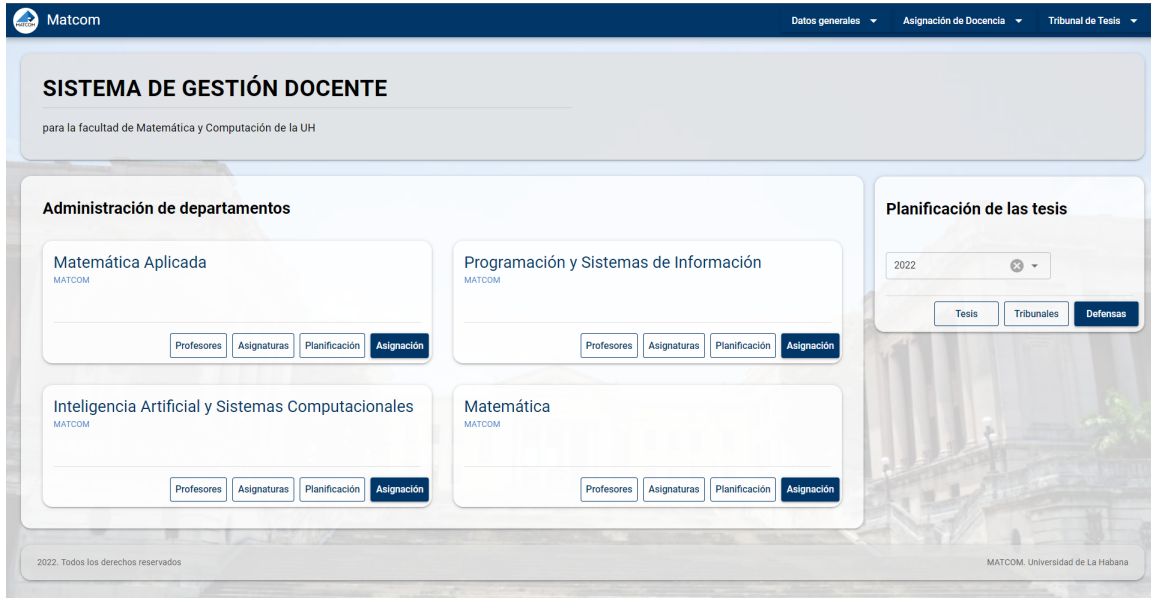 MATCOM
Matcom
Datos generales
Asignación de Docencia
Tribunal de Tesis
SISTEMA DE GESTIÓN DOCENTE
para la facultad de Matemática y Computación de la UH
Administración de departamentos
Matemática Aplicada
MATCOM
Profesores Asignaturas Planificación Asignación
Programación y Sistemas de Información
MATCOM
Profesores Asignaturas Planificación Asignación
Inteligencia Artificial y Sistemas Computacionales
MATCOM
Profesores Asignaturas Planificación Asignación
Matemática
MATCOM
Profesores Asignaturas Planificación Asignación
Planificación de las tesis
2022
Tesis Tribunales Defensas
2022. Todos los derechos reservados
MATCOM. Universidad de La Habana